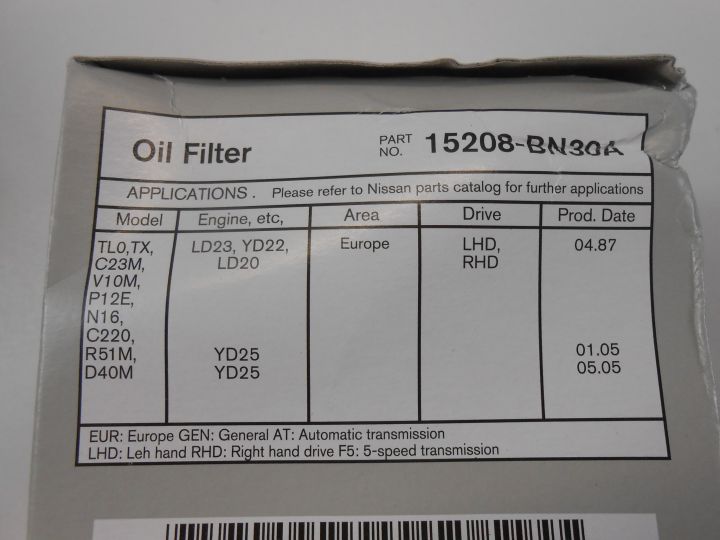 Oil Filter PART NO. 15208-BN30A
APPLICATIONS. Please refer to Nissan parts catalog for further applications
Model Engine, etc, Area Drive Prod. Date
TL0,TX, LD23, YD22, Europe LHD, 04.87
C23M, LD20 RHD
V10M,
P12E,
N16,
C220,
R51M, YD25 01.05
D40M YD25 05.05
EUR: Europe GEN: General AT: Automatic transmission
LHD: Leh hand RHD: Right hand drive F5: 5-speed transmission